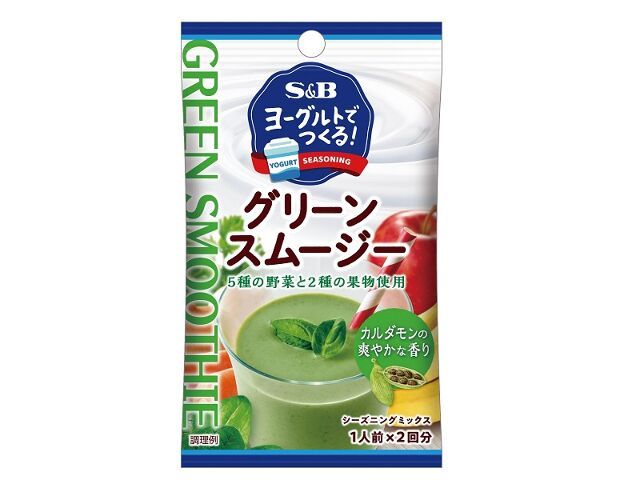 GREEN SMOOTHIE
S&B
ヨーグルトで
つくる!
YOGURT SEASONING
グリーン
スムージー
5種の野菜と2種の果物使用
カルダモンの
爽やかな香り
シーズニングミックス
1人前×2回分
調理例